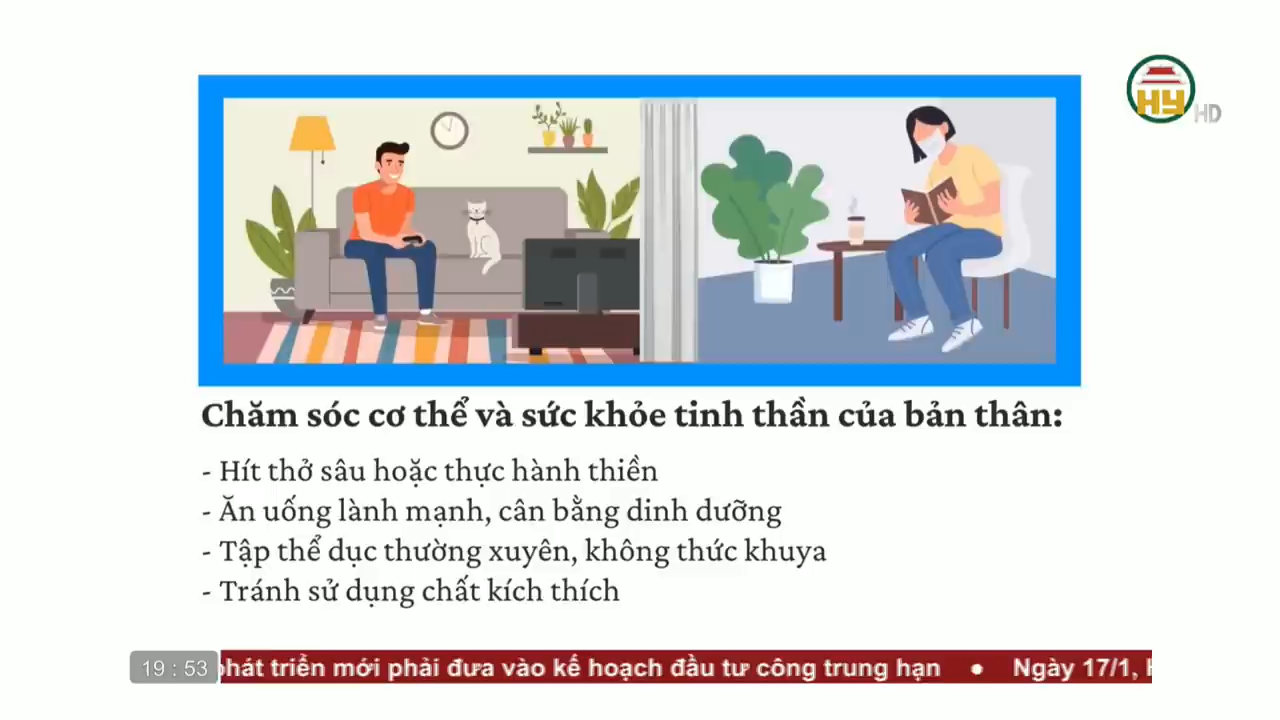 HY HD
Chăm sóc cơ thể và sức khỏe tinh thần của bản thân:
- Hít thở sâu hoặc thực hành thiền
- Ăn uống lành mạnh, cân bằng dinh dưỡng
- Tập thể dục thường xuyên, không thức khuya
- Tránh sử dụng chất kích thích
19 : 53 phát triển mới phải đưa vào kế hoạch đầu tư công trung hạn • Ngày 17/1,